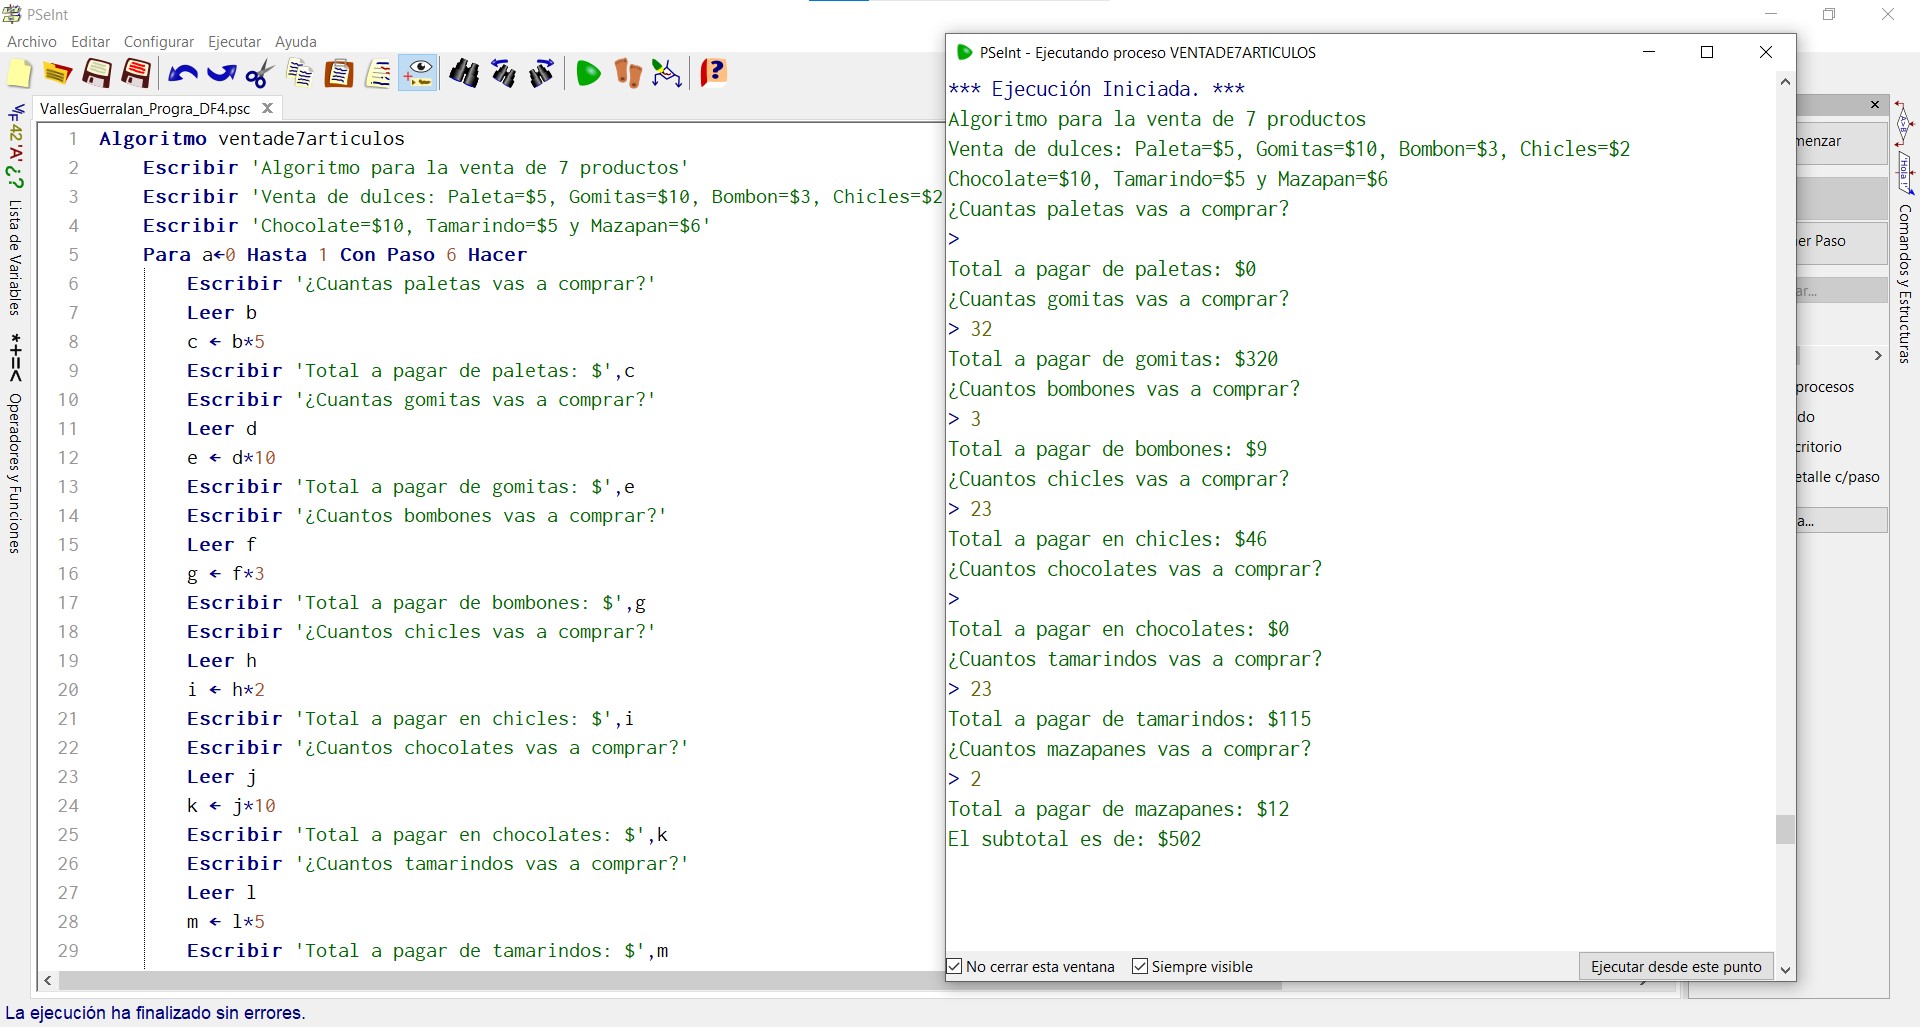 PSeInt
Archivo Editar Configurar Ejecutar Ayuda
VallesGuerraIan_Progra_DF4.psc
Lista de Variables
Operadores y Funciones
1 Algoritmo ventade7articulos
2 Escribir 'Algoritmo para la venta de 7 productos'
3 Escribir 'Venta de dulces: Paleta=$5, Gomitas=$10, Bombon=$3, Chicles=$2
4 Escribir 'Chocolate=$10, Tamarindo=$5 y Mazapan=$6'
5 Para a←0 Hasta 1 Con Paso 6 Hacer
6 Escribir '¿Cuantas paletas vas a comprar?'
7 Leer b
8 c ← b*5
9 Escribir 'Total a pagar de paletas: $',c
10 Escribir '¿Cuantas gomitas vas a comprar?'
11 Leer d
12 e ← d*10
13 Escribir 'Total a pagar de gomitas: $',e
14 Escribir '¿Cuantos bombones vas a comprar?'
15 Leer f
16 g ← f*3
17 Escribir 'Total a pagar de bombones: $',g
18 Escribir '¿Cuantos chicles vas a comprar?'
19 Leer h
20 i ← h*2
21 Escribir 'Total a pagar en chicles: $',i
22 Escribir '¿Cuantos chocolates vas a comprar?'
23 Leer j
24 k ← j*10
25 Escribir 'Total a pagar en chocolates: $',k
26 Escribir '¿Cuantos tamarindos vas a comprar?'
27 Leer l
28 m ← l*5
29 Escribir 'Total a pagar de tamarindos: $',m
PSeInt - Ejecutando proceso VENTADE7ARTICULOS
*** Ejecución Iniciada. ***
Algoritmo para la venta de 7 productos
Venta de dulces: Paleta=$5, Gomitas=$10, Bombon=$3, Chicles=$2
Chocolate=$10, Tamarindo=$5 y Mazapan=$6
¿Cuantas paletas vas a comprar?
>
Total a pagar de paletas: $0
¿Cuantas gomitas vas a comprar?
> 32
Total a pagar de gomitas: $320
¿Cuantos bombones vas a comprar?
> 3
Total a pagar de bombones: $9
¿Cuantos chicles vas a comprar?
> 23
Total a pagar en chicles: $46
¿Cuantos chocolates vas a comprar?
>
Total a pagar en chocolates: $0
¿Cuantos tamarindos vas a comprar?
> 23
Total a pagar de tamarindos: $115
¿Cuantos mazapanes vas a comprar?
> 2
Total a pagar de mazapanes: $12
El subtotal es de: $502
No cerrar esta ventana
Siempre visible
Ejecutar desde este punto
menzar
er Paso
ar...
procesos
do
critorio
etalle c/paso
a...
Comandos y Estructuras
La ejecución ha finalizado sin errores.